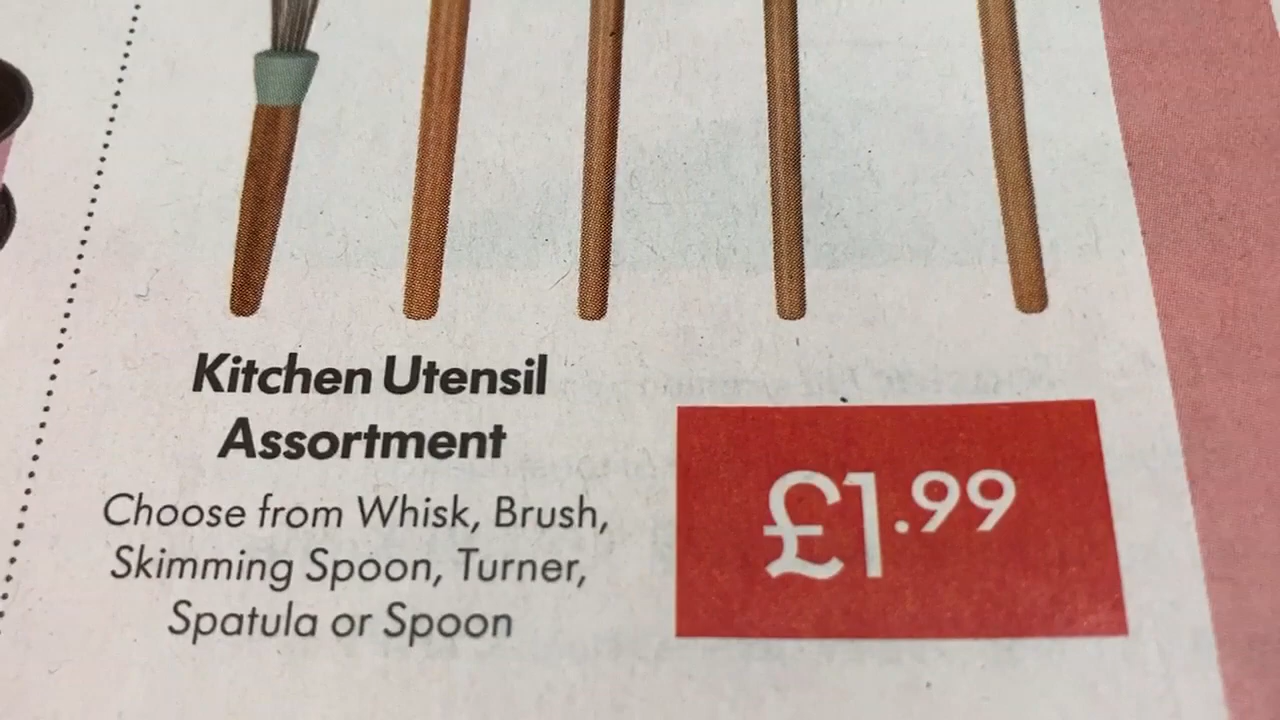 Kitchen Utensil
Assortment
Choose from Whisk, Brush,
Skimming Spoon, Turner,
Spatula or Spoon
£1.99